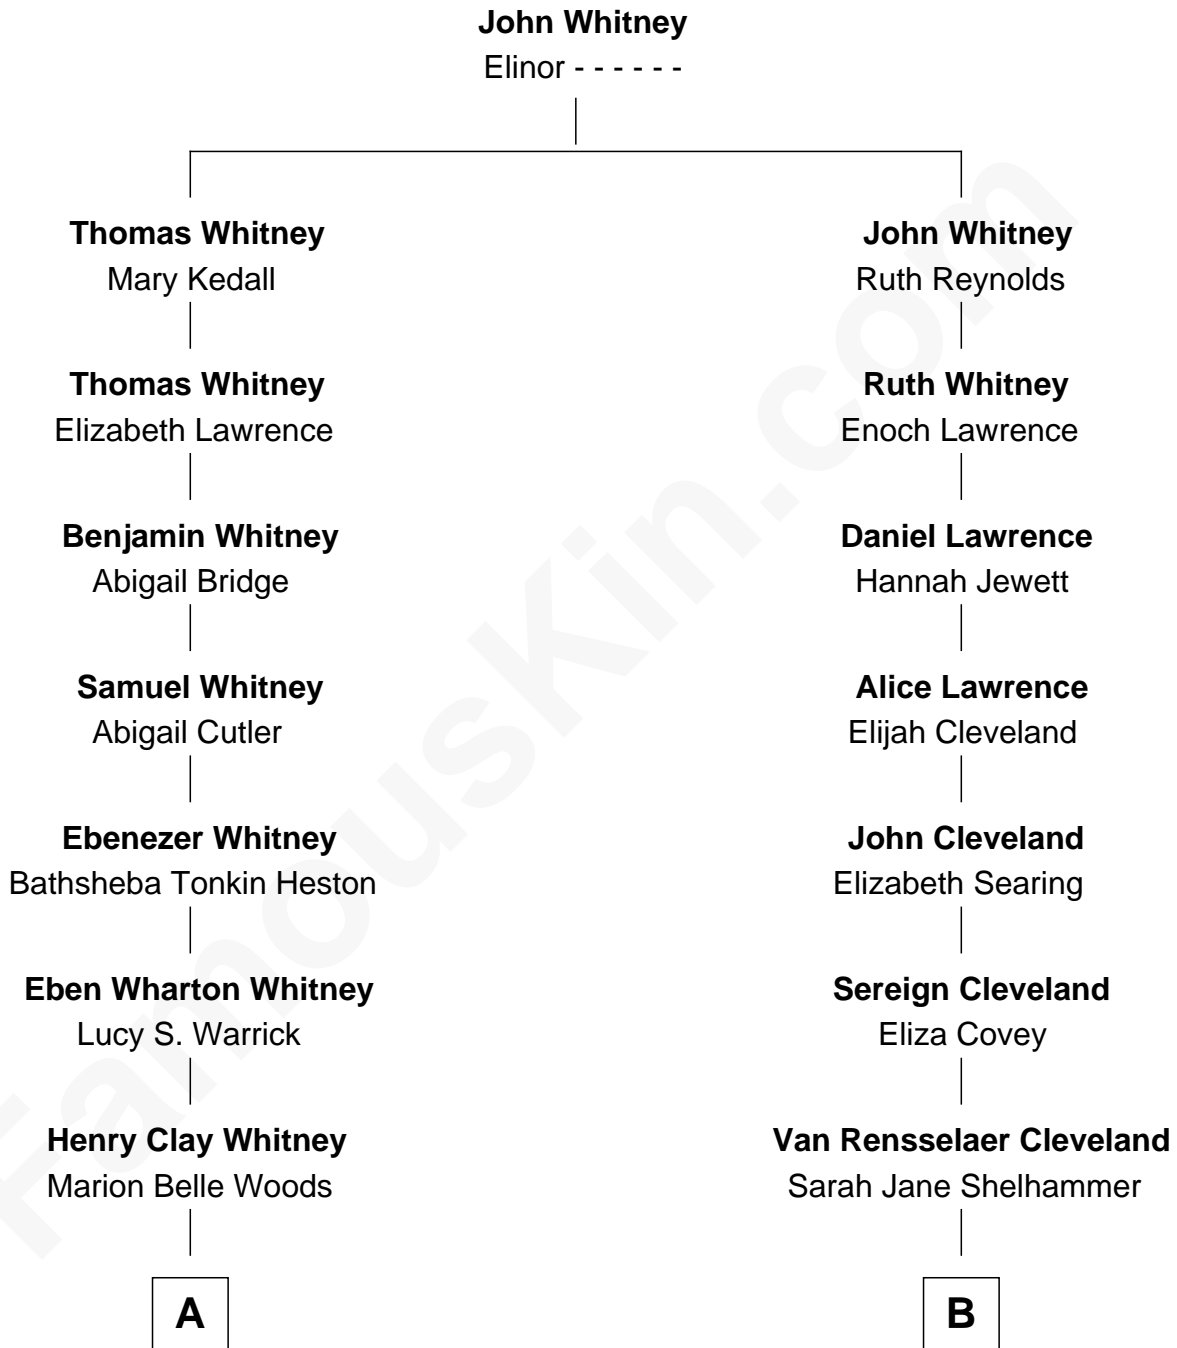 John Whitney
Elinor - - - - - -
Thomas Whitney
Mary Kedall
John Whitney
Ruth Reynolds
Thomas Whitney
Elizabeth Lawrence
Ruth Whitney
Enoch Lawrence
Benjamin Whitney
Abigail Bridge
Daniel Lawrence
Hannah Jewett
Samuel Whitney
Abigail Cutler
Alice Lawrence
Elijah Cleveland
Ebenezer Whitney
Bathsheba Tonkin Heston
John Cleveland
Elizabeth Searing
Eben Wharton Whitney
Lucy S. Warrick
Sereign Cleveland
Eliza Covey
Henry Clay Whitney
Marion Belle Woods
Van Rensselaer Cleveland
Sarah Jane Shelhammer
A
B
FamousKin.com